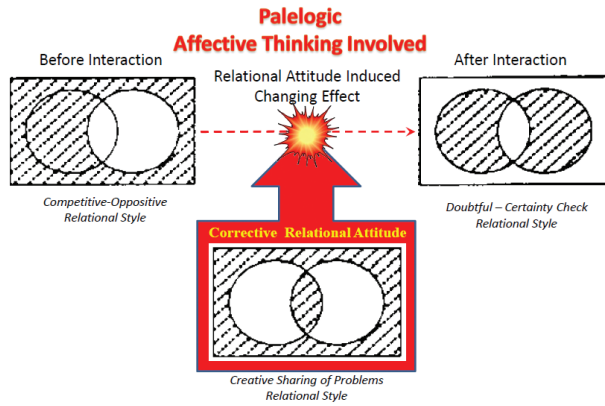 Palelogic
Affective Thinking Involved
Before Interaction
Relational Attitude Induced
Changing Effect
After Interaction
Competitive-Oppositive
Relational Style
Doubtful – Certainty Check
Relational Style
Corrective Relational Attitude
Creative Sharing of Problems
Relational Style